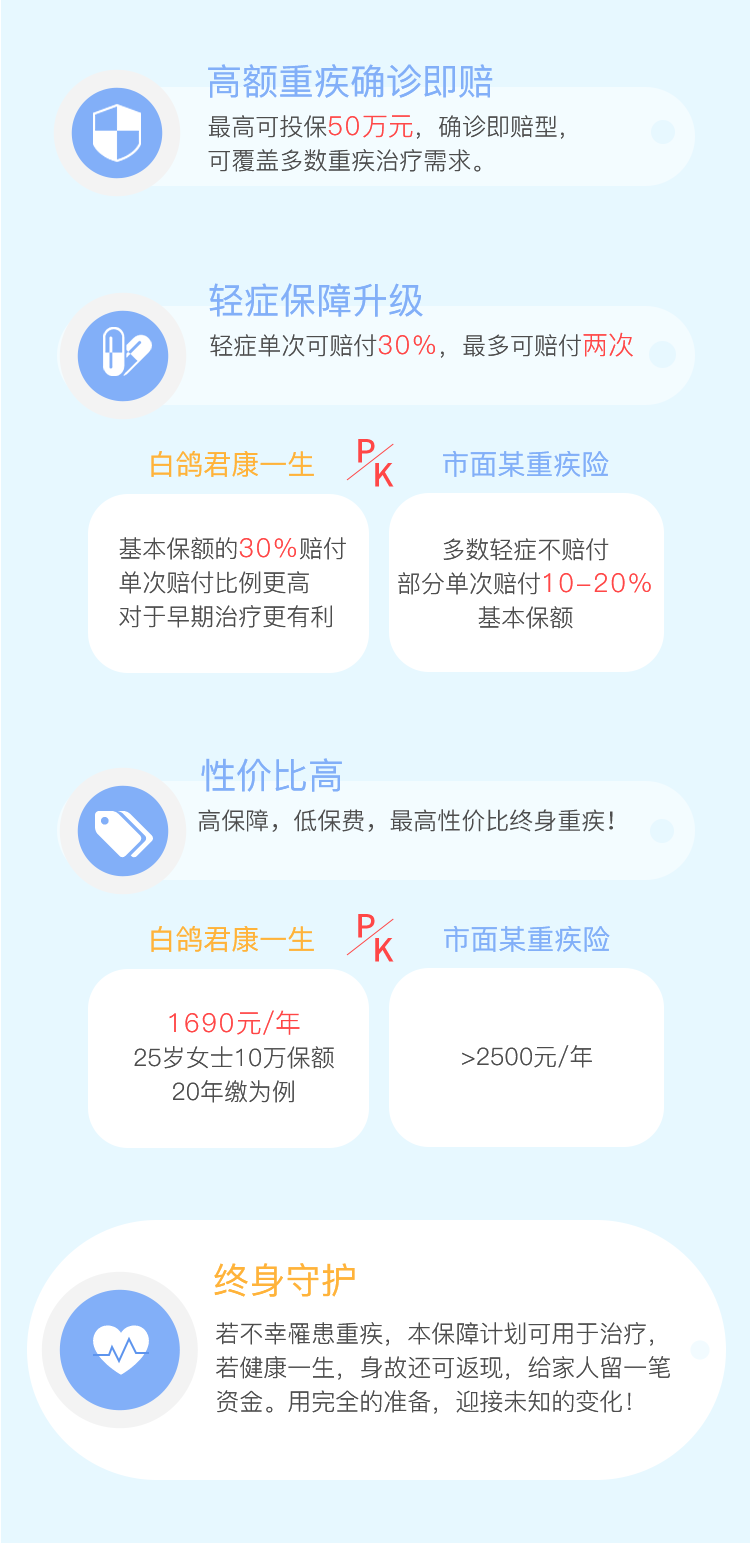 高额重疾确诊即赔
最高可投保50万元，确诊即赔型，
可覆盖多数重疾治疗需求。
轻症保障升级
轻症单次可赔付30%，最多可赔付两次
白鸽君康一生
P/K
市面某重疾险
基本保额的30%赔付
单次赔付比例更高
对于早期治疗更有利
多数轻症不赔付
部分单次赔付10-20%
基本保额
性价比高
高保障，低保费，最高性价比终身重疾！
白鸽君康一生
P/K
市面某重疾险
1690元/年
25岁女士10万保额
20年缴为例
>2500元/年
终身守护
若不幸罹患重疾，本保障计划可用于治疗，
若健康一生，身故还可返现，给家人留一笔
资金。用完全的准备，迎接未知的变化！